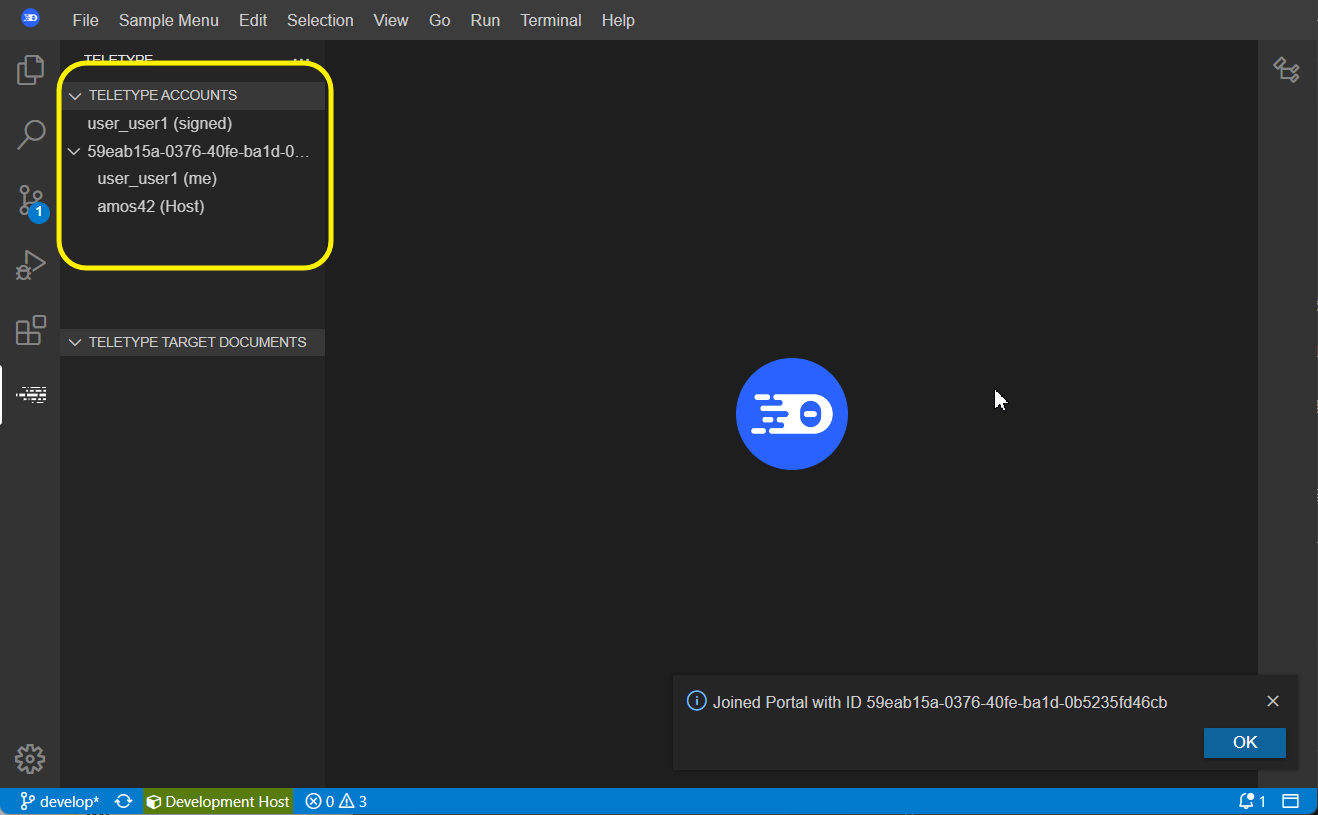 File Sample Menu Edit Selection View Go Run Terminal Help
TELETYPE
TELETYPE ACCOUNTS
user_user1 (signed)
59eab15a-0376-40fe-ba1d-0...
user_user1 (me)
amos42 (Host)
1
TELETYPE TARGET DOCUMENTS
Joined Portal with ID 59eab15a-0376-40fe-ba1d-0b5235fd46cb
OK
develop* Development Host 0 3 1